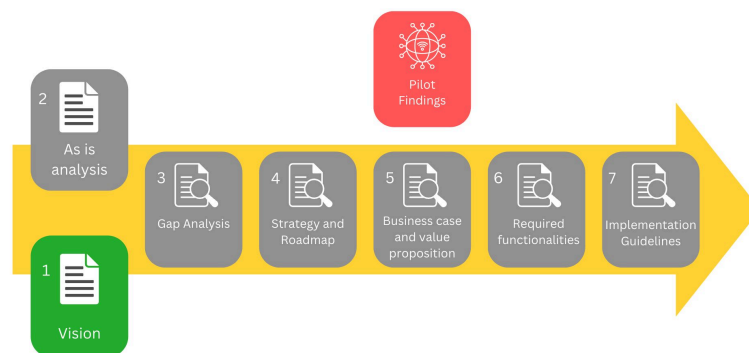 Pilot
Findings
2
As is
analysis
3
Gap Analysis
4
Strategy and
Roadmap
5
Business case
and value
proposition
6
Required
functionalities
7
Implementation
Guidelines
1
Vision